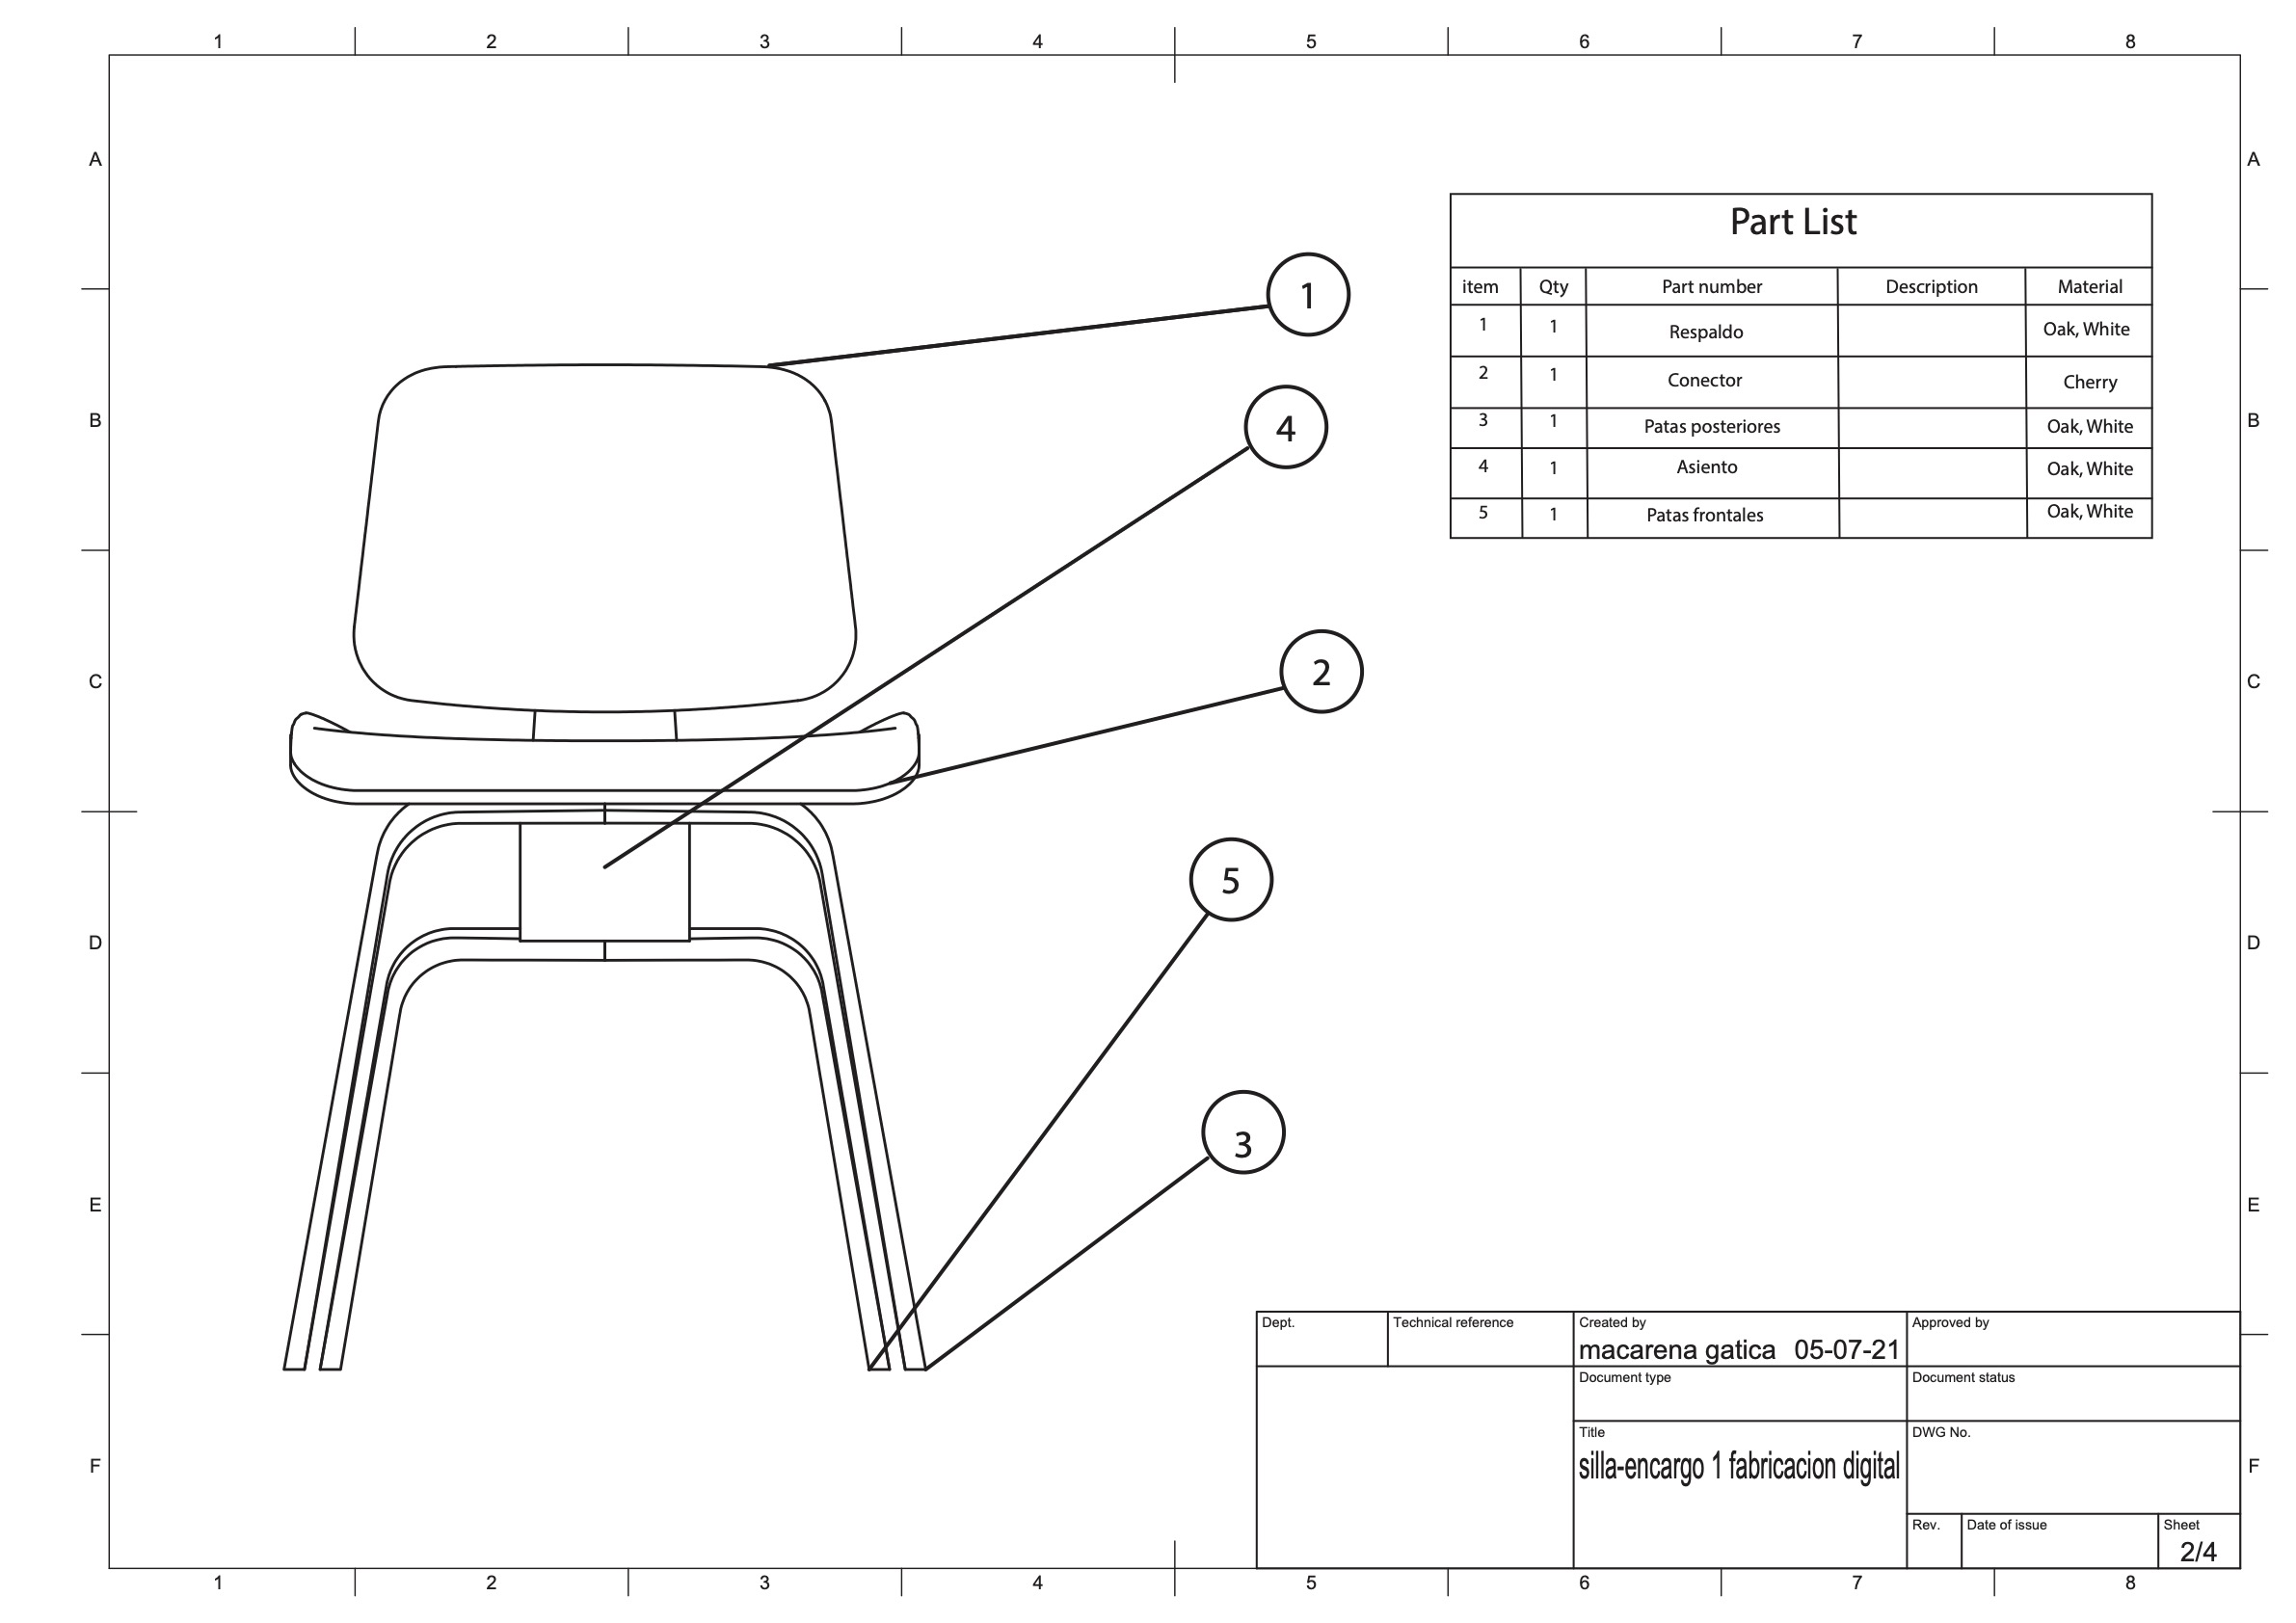 1 2 3 4 5 6 7 8
A A
Part List
item Qty Part number Description Material
1 1 Respaldo Oak, White
2 1 Conector Cherry
3 1 Patas posteriores Oak, White
4 1 Asiento Oak, White
5 1 Patas frontales Oak, White
1
4
B B
2
C C
5
D D
3
E E
Dept. Technical reference Created by Approved by
macarena gatica 05-07-21
Document type Document status
Title DWG No.
silla-encargo 1 fabricacion digital
F F
Rev. Date of issue Sheet
2/4
1 2 3 4 5 6 7 8